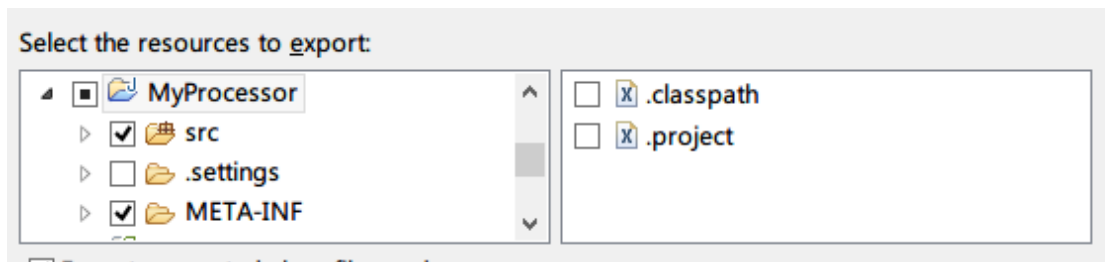 Select the resources to export:
MyProcessor
src
.settings
META-INF
.classpath
.project